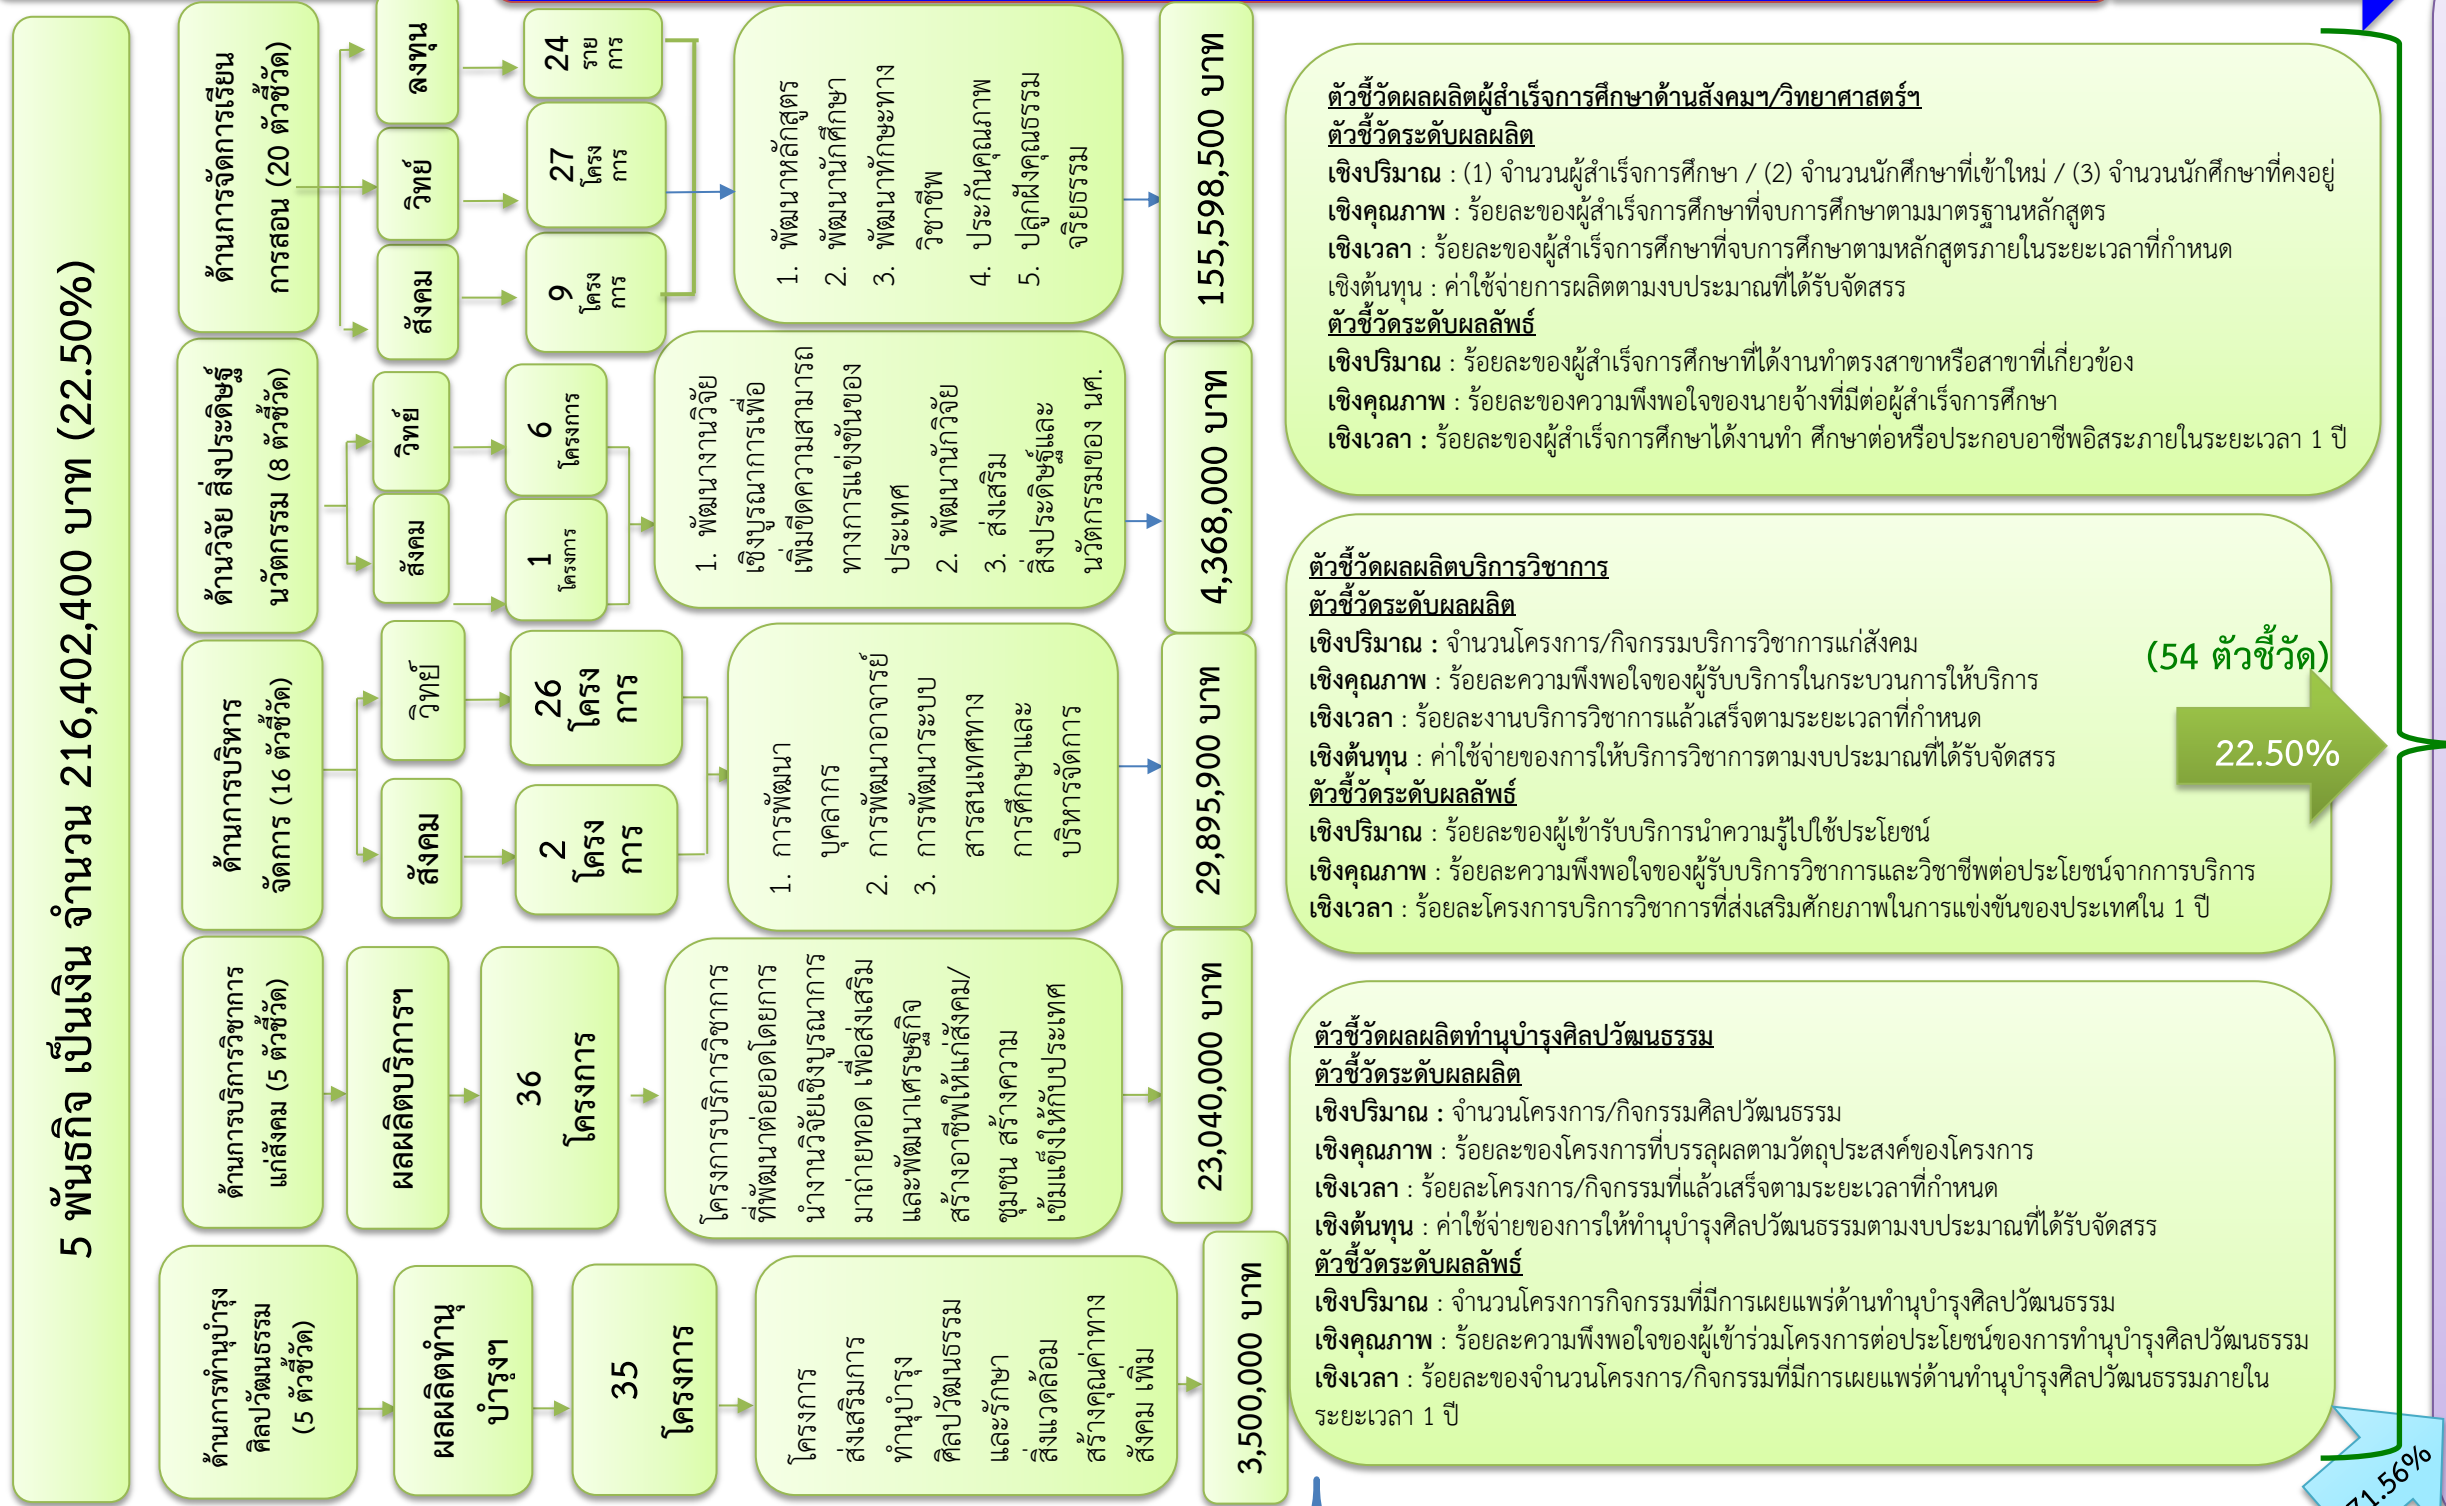 5 พันธกิจ เป็นเงิน จำนวน 216,402,400 บาท (22.50%)
ด้านการจัดการเรียน
การสอน (20 ตัวชี้วัด)
ลงทุน
วิทย์
สังคม
24
ราย
การ
27
โครง
การ
9
โครง
การ
1. พัฒนาหลักสูตร
2. พัฒนานักศึกษา
3. พัฒนาทักษะทาง
วิชาชีพ
4. ประกันคุณภาพ
5. ปลูกฝังคุณธรรม
จริยธรรม
155,598,500 บาท
ด้านวิจัย สิ่งประดิษฐ์
นวัตกรรม (8 ตัวชี้วัด)
วิทย์
สังคม
6
โครงการ
1
โครงการ
1. พัฒนางานวิจัย
เชิงบูรณาการเพื่อ
เพิ่มขีดความสามารถ
ทางการแข่งขันของ
ประเทศ
2. พัฒนานักวิจัย
3. ส่งเสริม
สิ่งประดิษฐ์และ
นวัตกรรมของ นศ.
4,368,000 บาท
ด้านการบริหาร
จัดการ (16 ตัวชี้วัด)
วิทย์
สังคม
26
โครง
การ
2
โครง
การ
1. การพัฒนา
บุคลากร
2. การพัฒนาอาจารย์
3. การพัฒนาระบบ
สารสนเทศทาง
การศึกษาและ
บริหารจัดการ
29,895,900 บาท
ด้านการบริการวิชาการ
แก่สังคม (5 ตัวชี้วัด)
ผลผลิตบริการฯ
36
โครงการ
โครงการบริการวิชาการ
ที่พัฒนาต่อยอดโดยการ
นำงานวิจัยเชิงบูรณาการ
มาถ่ายทอด เพื่อส่งเสริม
และพัฒนาเศรษฐกิจ
สร้างอาชีพให้แก่สังคม/
ชุมชน สร้างความ
เข้มแข็งให้กับประเทศ
23,040,000 บาท
ด้านการทำนุบำรุง
ศิลปวัฒนธรรม
(5 ตัวชี้วัด)
ผลผลิตทำนุ
บำรุงฯ
35
โครงการ
โครงการ
ส่งเสริมการ
ทำนุบำรุง
ศิลปวัฒนธรรม
และรักษา
สิ่งแวดล้อม
สร้างคุณค่าทาง
สังคม เพิ่ม
3,500,000 บาท
ตัวชี้วัดผลผลิตผู้สำเร็จการศึกษาด้านสังคมฯ/วิทยาศาสตร์ฯ
ตัวชี้วัดระดับผลผลิต
เชิงปริมาณ : (1) จำนวนผู้สำเร็จการศึกษา / (2) จำนวนนักศึกษาที่เข้าใหม่ / (3) จำนวนนักศึกษาที่คงอยู่
เชิงคุณภาพ : ร้อยละของผู้สำเร็จการศึกษาที่จบการศึกษาตามมาตรฐานหลักสูตร
เชิงเวลา : ร้อยละของผู้สำเร็จการศึกษาที่จบการศึกษาตามหลักสูตรภายในระยะเวลาที่กำหนด
เชิงต้นทุน : ค่าใช้จ่ายการผลิตตามงบประมาณที่ได้รับจัดสรร
ตัวชี้วัดระดับผลลัพธ์
เชิงปริมาณ : ร้อยละของผู้สำเร็จการศึกษาที่ได้งานทำตรงสาขาหรือสาขาที่เกี่ยวข้อง
เชิงคุณภาพ : ร้อยละของความพึงพอใจของนายจ้างที่มีต่อผู้สำเร็จการศึกษา
เชิงเวลา : ร้อยละของผู้สำเร็จการศึกษาได้งานทำ ศึกษาต่อหรือประกอบอาชีพอิสระภายในระยะเวลา 1 ปี
ตัวชี้วัดผลผลิตบริการวิชาการ
ตัวชี้วัดระดับผลผลิต
เชิงปริมาณ : จำนวนโครงการ/กิจกรรมบริการวิชาการแก่สังคม
เชิงคุณภาพ : ร้อยละความพึงพอใจของผู้รับบริการในกระบวนการให้บริการ
เชิงเวลา : ร้อยละงานบริการวิชาการแล้วเสร็จตามระยะเวลาที่กำหนด
เชิงต้นทุน : ค่าใช้จ่ายของการให้บริการวิชาการตามงบประมาณที่ได้รับจัดสรร
ตัวชี้วัดระดับผลลัพธ์
เชิงปริมาณ : ร้อยละของผู้เข้ารับบริการนำความรู้ไปใช้ประโยชน์
เชิงคุณภาพ : ร้อยละความพึงพอใจของผู้รับบริการวิชาการและวิชาชีพต่อประโยชน์จากการบริการ
เชิงเวลา : ร้อยละโครงการบริการวิชาการที่ส่งเสริมศักยภาพในการแข่งขันของประเทศใน 1 ปี
(54 ตัวชี้วัด)
22.50%
ตัวชี้วัดผลผลิตทำนุบำรุงศิลปวัฒนธรรม
ตัวชี้วัดระดับผลผลิต
เชิงปริมาณ : จำนวนโครงการ/กิจกรรมศิลปวัฒนธรรม
เชิงคุณภาพ : ร้อยละของโครงการที่บรรลุผลตามวัตถุประสงค์ของโครงการ
เชิงเวลา : ร้อยละโครงการ/กิจกรรมที่แล้วเสร็จตามระยะเวลาที่กำหนด
เชิงต้นทุน : ค่าใช้จ่ายของการให้ทำนุบำรุงศิลปวัฒนธรรมตามงบประมาณที่ได้รับจัดสรร
ตัวชี้วัดระดับผลลัพธ์
เชิงปริมาณ : จำนวนโครงการกิจกรรมที่มีการเผยแพร่ด้านทำนุบำรุงศิลปวัฒนธรรม
เชิงคุณภาพ : ร้อยละความพึงพอใจของผู้เข้าร่วมโครงการต่อประโยชน์ของการทำนุบำรุงศิลปวัฒนธรรม
เชิงเวลา : ร้อยละของจำนวนโครงการ/กิจกรรมที่มีการเผยแพร่ด้านทำนุบำรุงศิลปวัฒนธรรมภายใน
ระยะเวลา 1 ปี
71.56%